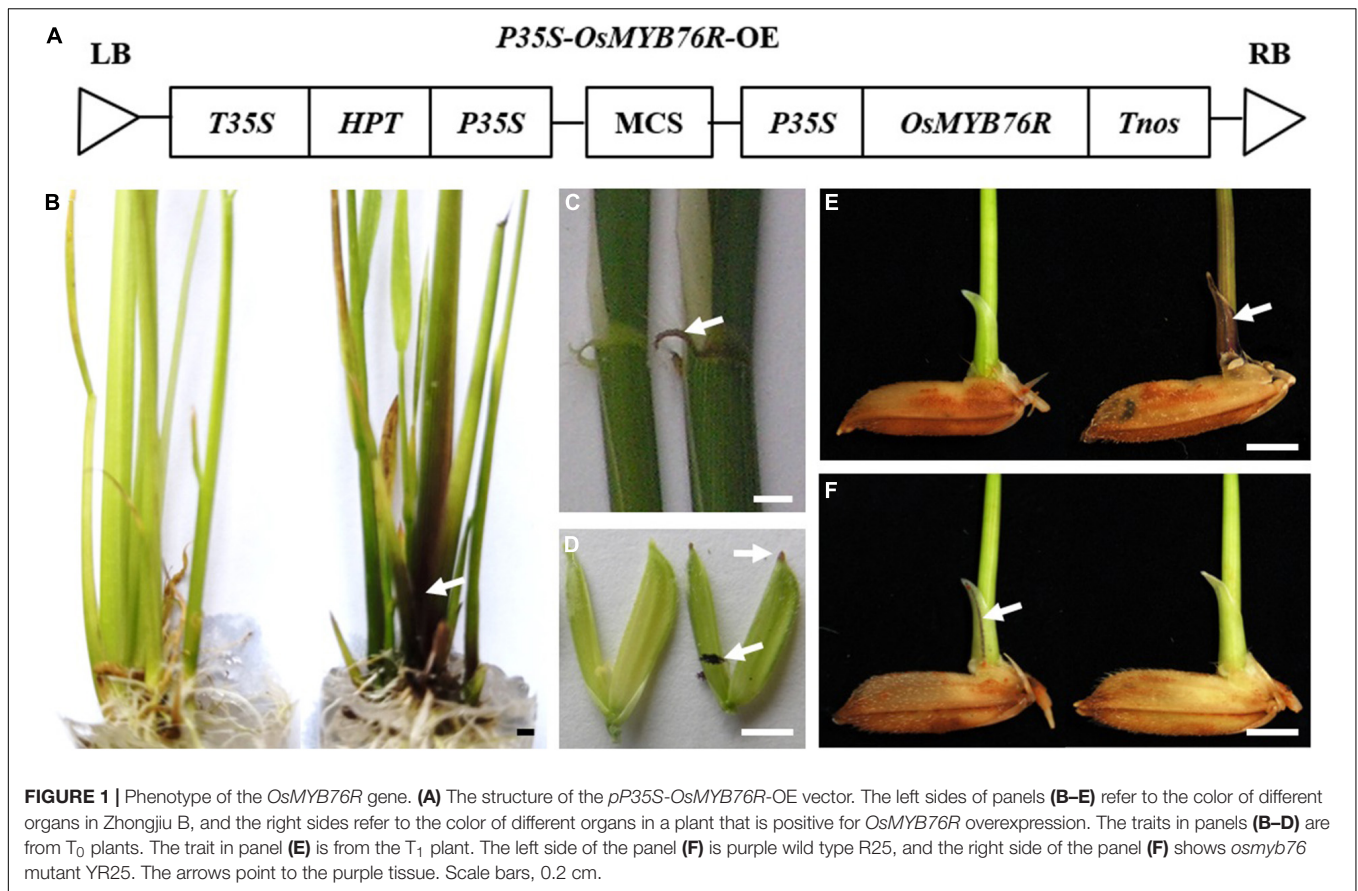 A
P35S-OsMYB76R-OE
LB
RB
T35S HPT P35S MCS P35S OsMYB76R Tnos
B
C
E
D
F
FIGURE 1 | Phenotype of the OsMYB76R gene. (A) The structure of the pP35S-OsMYB76R-OE vector. The left sides of panels (B–E) refer to the color of different
organs in Zhongjiu B, and the right sides refer to the color of different organs in a plant that is positive for OsMYB76R overexpression. The traits in panels (B–D) are
from T0 plants. The trait in panel (E) is from the T1 plant. The left side of the panel (F) is purple wild type R25, and the right side of the panel (F) shows osmyb76
mutant YR25. The arrows point to the purple tissue. Scale bars, 0.2 cm.